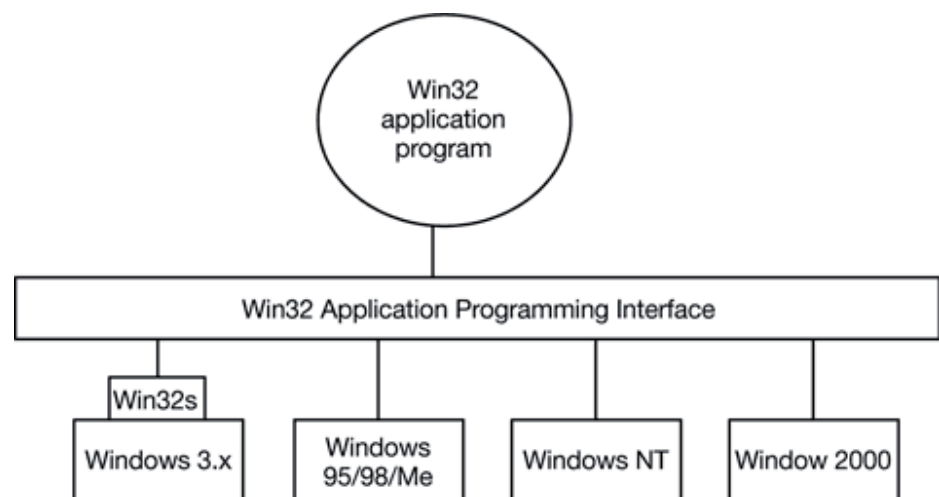 Win32
application
program
Win32 Application Programming Interface
Win32s
Windows 3.x
Windows
95/98/Me
Windows NT
Window 2000